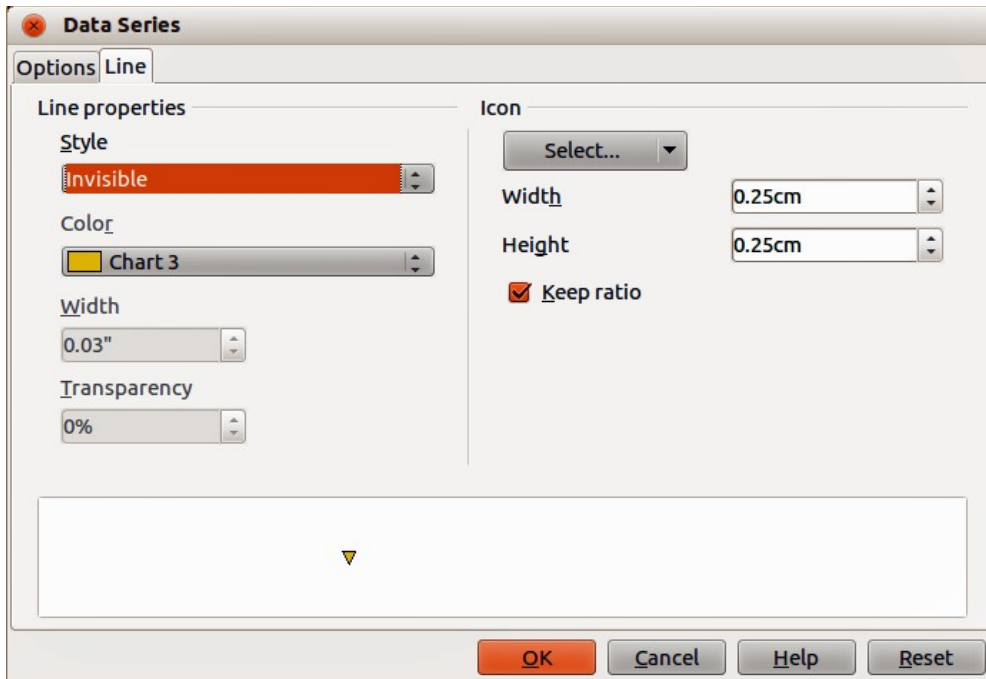 Data Series
Options Line
Line properties
Style
Invisible
Color
Chart 3
Width
0.03"
Transparency
0%
Icon
Select...
Width 0.25cm
Height 0.25cm
Keep ratio
OK Cancel Help Reset